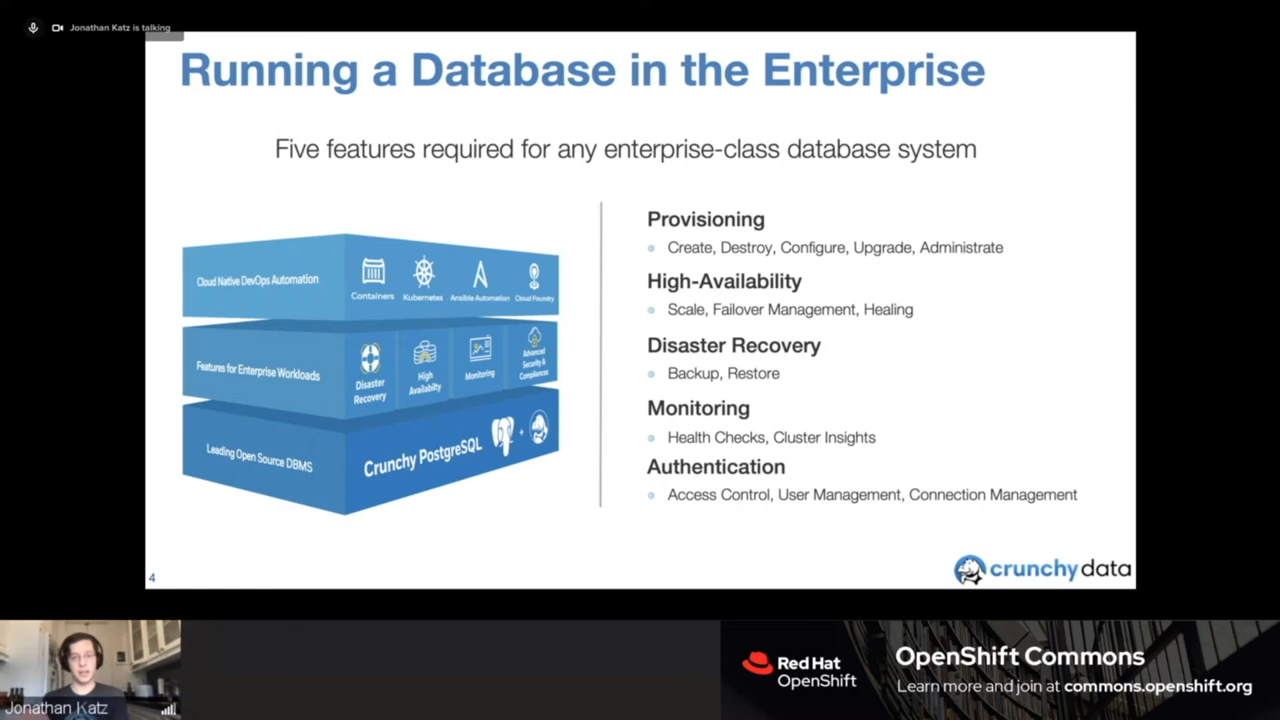 Jonathan Katz is talking
Running a Database in the Enterprise
Five features required for any enterprise-class database system
Cloud Native DevOps Automation
Containers
Kubernetes
Ansible Automation
Cloud Foundry
Features for Enterprise Workloads
Disaster
Recovery
High
Availabilty
Monitoring
Advanced
Security &
Compliances
Leading Open Source DBMS
Crunchy PostgreSQL
+
Provisioning
Create, Destroy, Configure, Upgrade, Administrate
High-Availability
Scale, Failover Management, Healing
Disaster Recovery
Backup, Restore
Monitoring
Health Checks, Cluster Insights
Authentication
Access Control, User Management, Connection Management
4
crunchy data
Jonathan Katz
Red Hat
OpenShift
OpenShift Commons
Learn more and join at commons.openshift.org